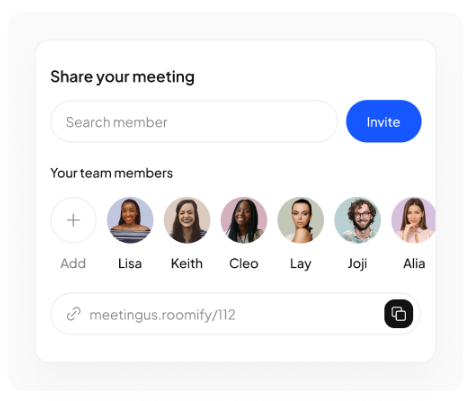 Share your meeting
Search member
Invite
Your team members
Add
Lisa
Keith
Cleo
Lay
Joji
Alia
meetingus.roomify/112